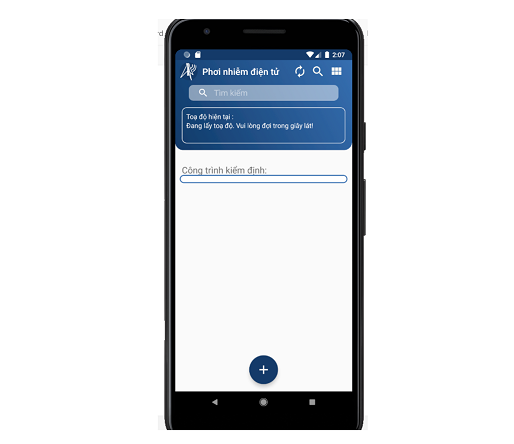 2:07
Phơi nhiễm điện tử
Tìm kiếm
Toạ độ hiện tại :
Đang lấy toạ độ. Vui lòng đợi trong giây lát!
Công trình kiểm định: